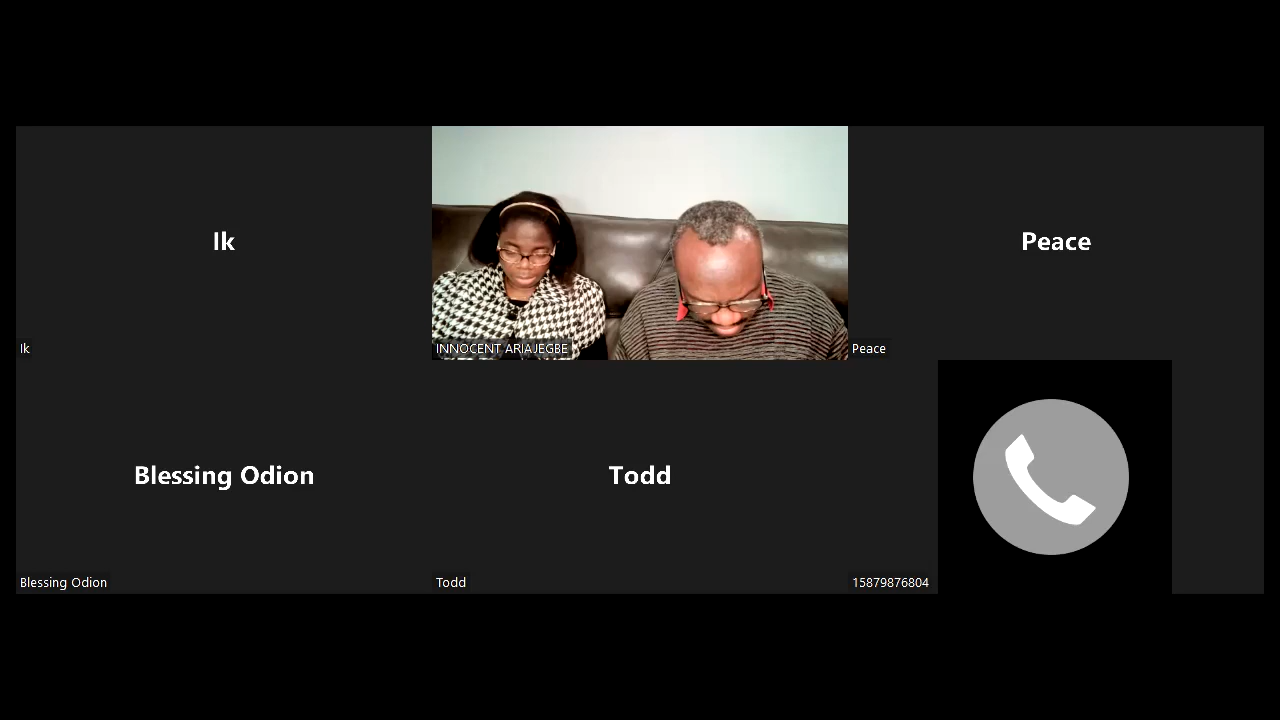 Ik
Peace
Ik
INNOCENT ARIAJEGBE
Peace
Blessing Odion
Todd
Blessing Odion
Todd
15879876804